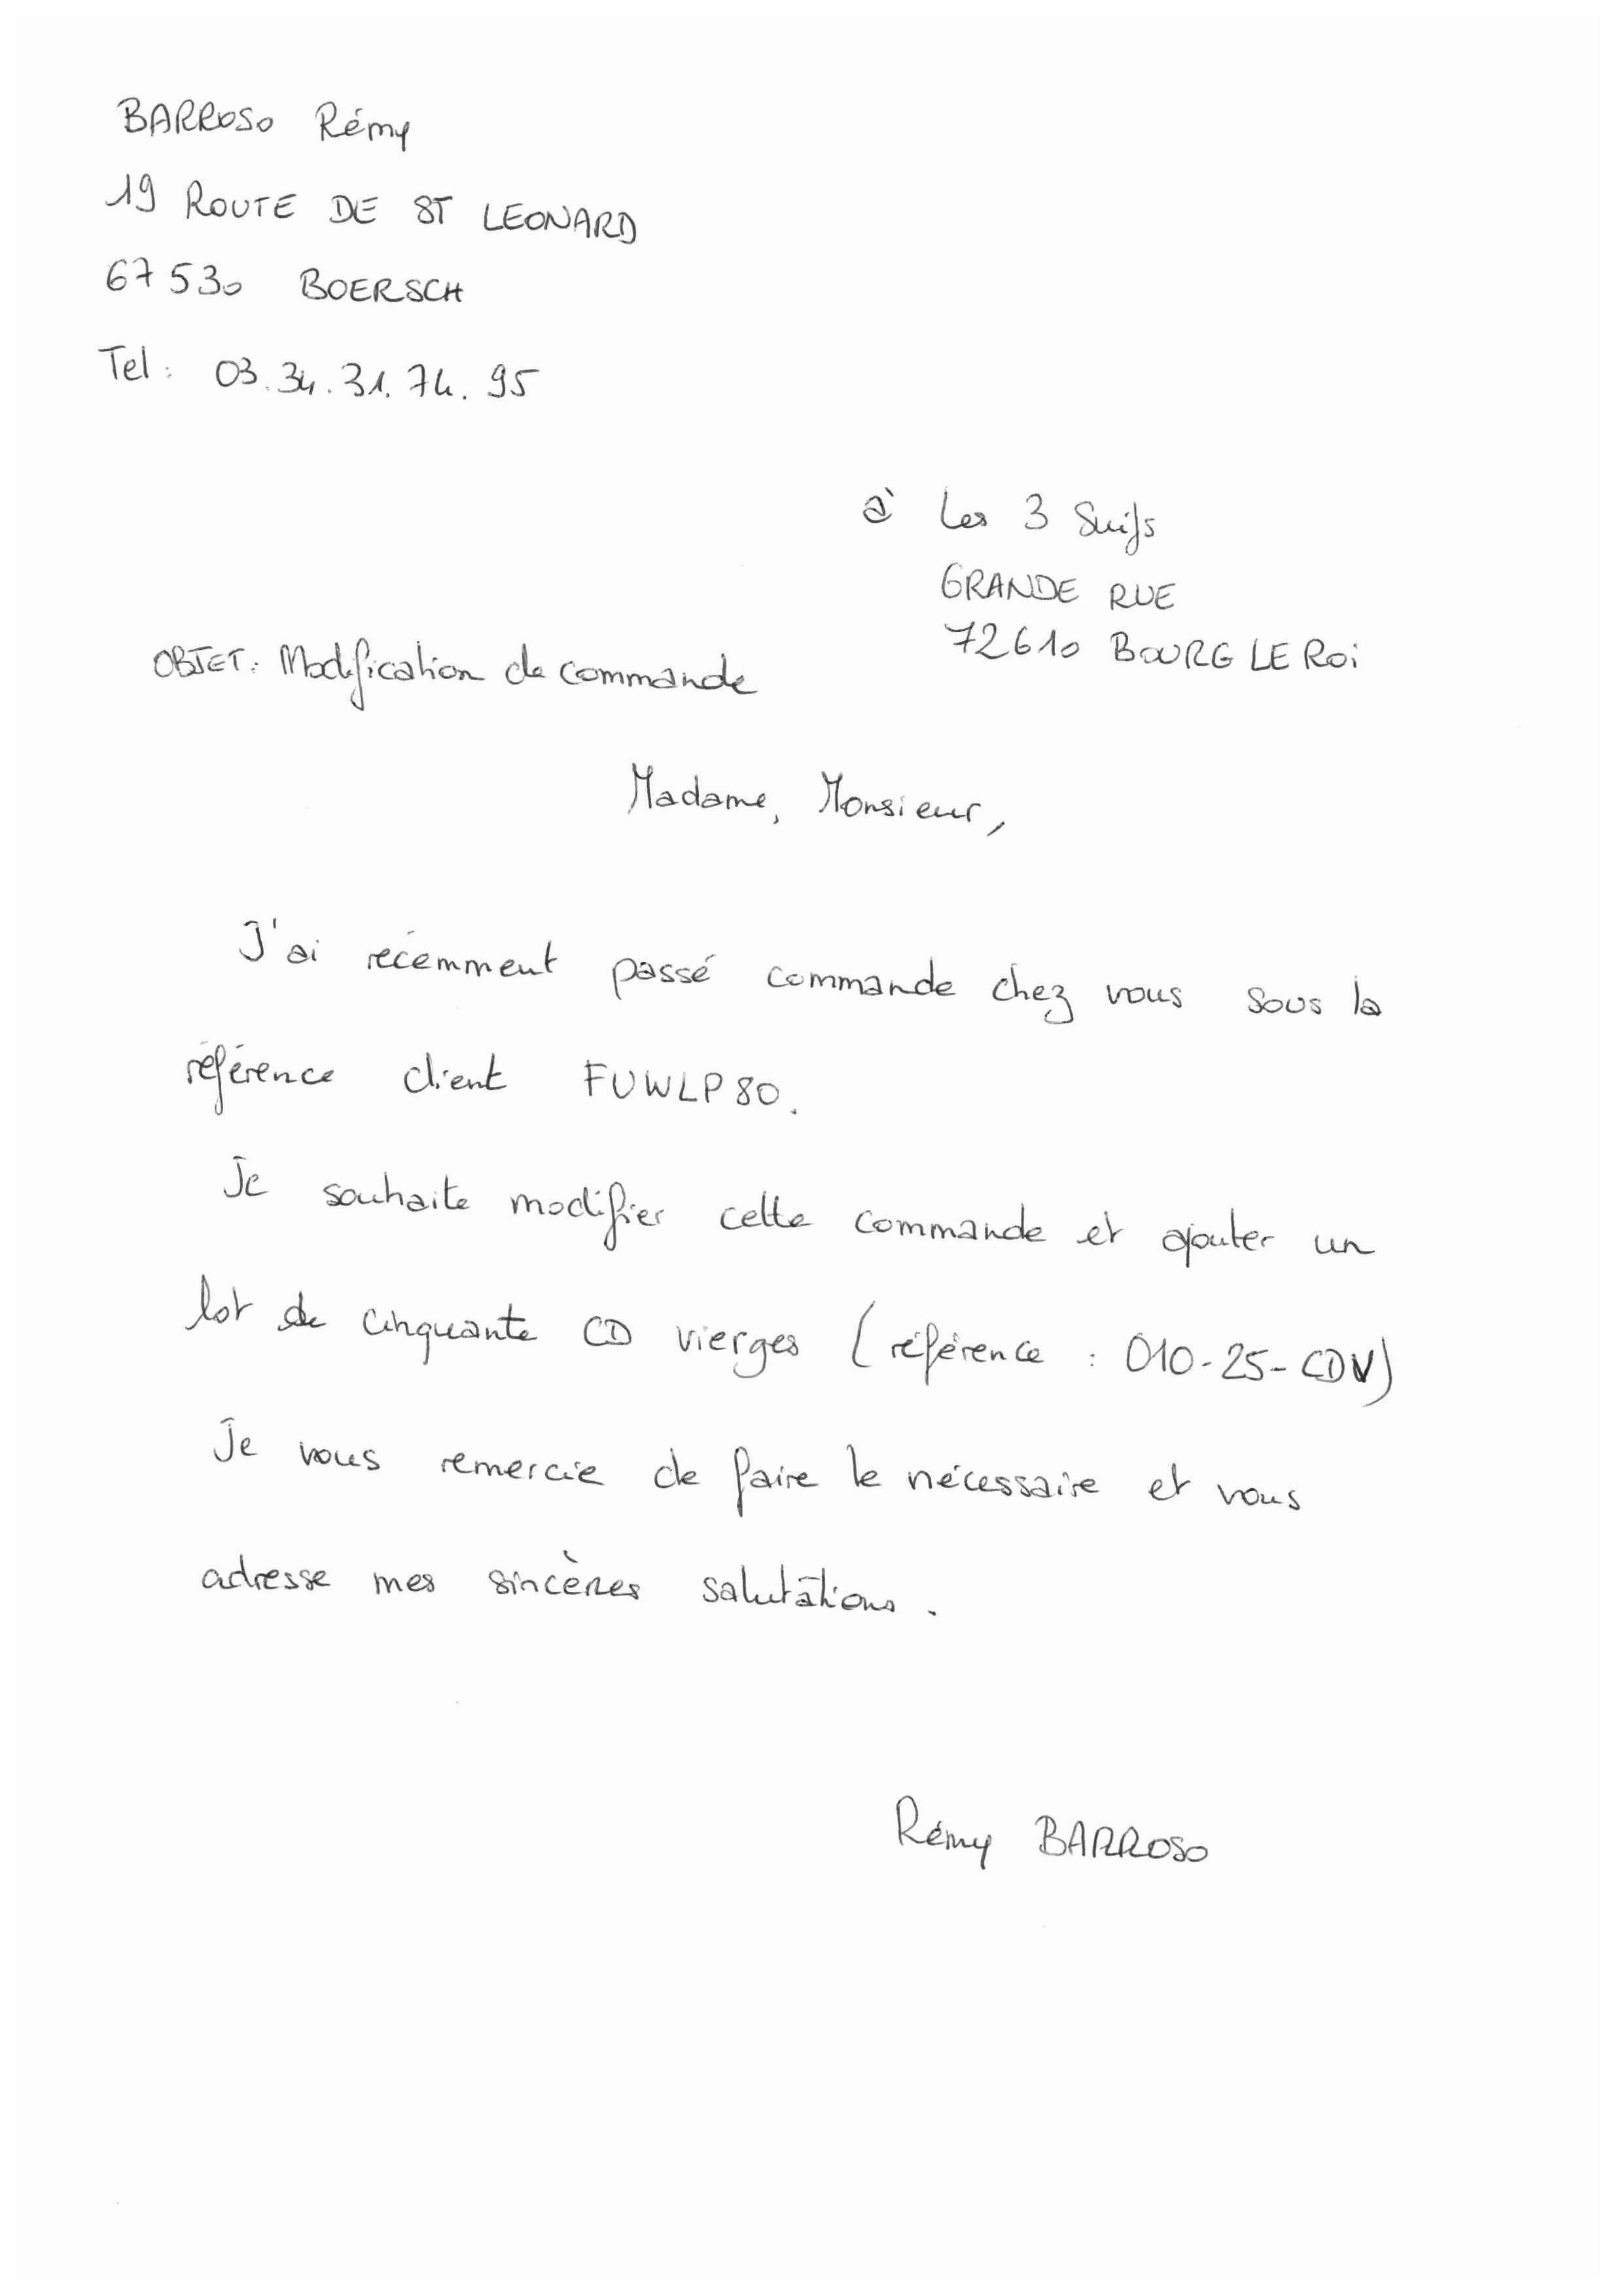 BARROSO Rémy
19 ROUTE DE ST LEONARD
67530 BOERSCH
Tel : 03.34.31.74.95
à Les 3 Suifs
GRANDE RUE
72610 BOURG LE ROi
OBJET : Modification de commande
Madame, Monsieur,
J'ai récemment passé commande chez vous sous la
référence client FUWLP80.
Je souhaite modifier cette commande et ajouter un
lot de cinquante CD vierges (référence : 010-25-CDV)
Je vous remercie de faire le nécessaire et vous
adresse mes sincères salutations.
Rémy BARROSO